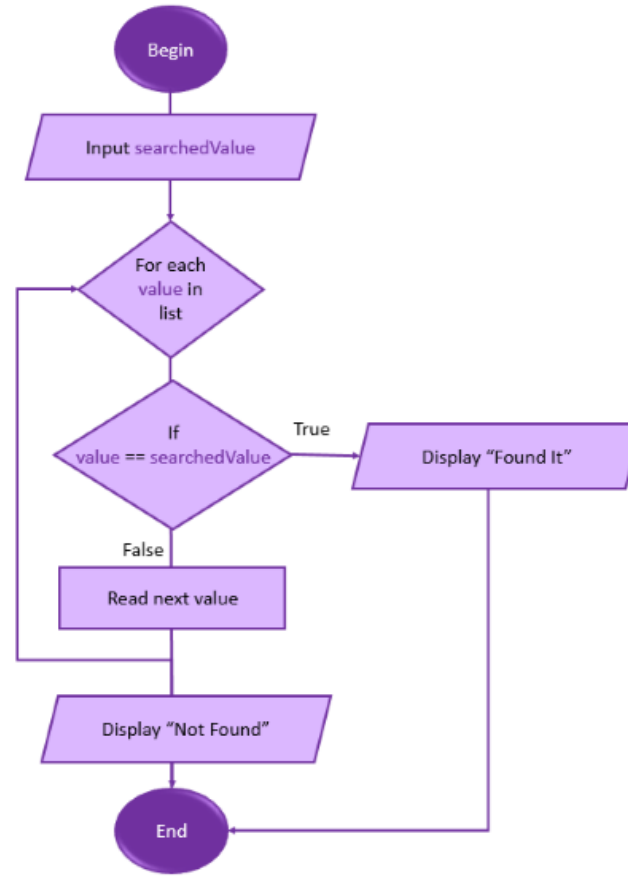 Begin
Input searchedValue
For each
value in
list
If
value == searchedValue
True
Display “Found It”
False
Read next value
Display “Not Found”
End